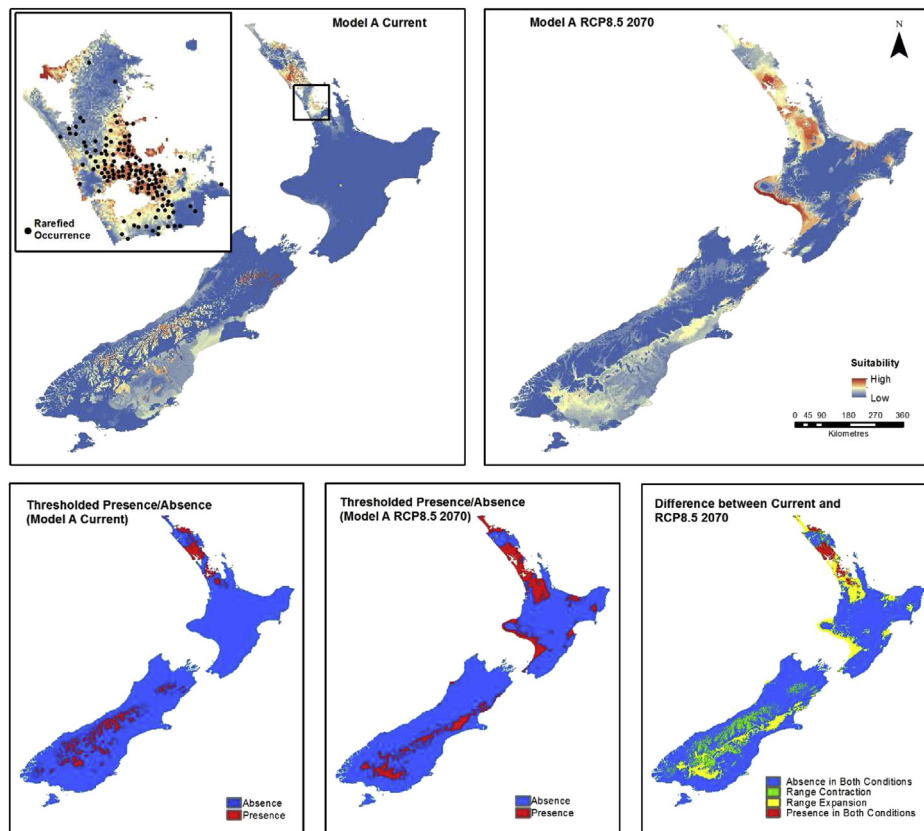 Model A Current
Model A RCP8.5 2070
N
Rarefied
Occurrence
Suitability
High
Low
0 45 90 180 270 360
Kilometres
Thresholded Presence/Absence
(Model A Current)
Absence
Presence
Thresholded Presence/Absence
(Model A RCP8.5 2070)
Absence
Presence
Difference between Current and
RCP8.5 2070
Absence in Both Conditions
Range Contraction
Range Expansion
Presence in Both Conditions